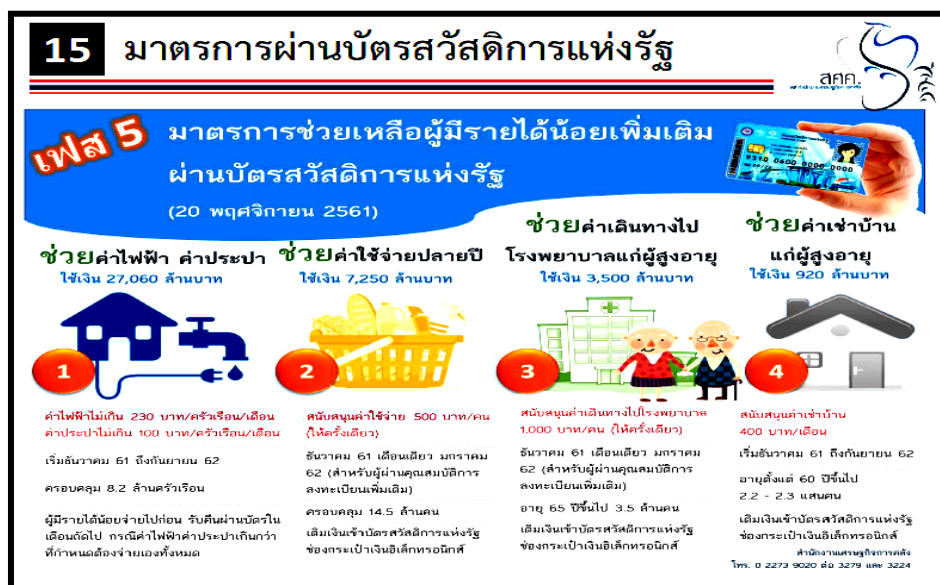 15 มาตรการผ่านบัตรสวัสดิการแห่งรัฐ
สศค.
เฟส 5
มาตรการช่วยเหลือผู้มีรายได้น้อยเพิ่มเติม
ผ่านบัตรสวัสดิการแห่งรัฐ
(20 พฤศจิกายน 2561)
ช่วยค่าไฟฟ้า ค่าประปา
ใช้เงิน 27,060 ล้านบาท
1
ค่าไฟฟ้าไม่เกิน 230 บาท/ครัวเรือน/เดือน
ค่าประปาไม่เกิน 100 บาท/ครัวเรือน/เดือน
เริ่มธันวาคม 61 ถึงกันยายน 62
ครอบคลุม 8.2 ล้านครัวเรือน
ผู้มีรายได้น้อยจ่ายไปก่อน รับคืนผ่านบัตรใน
เดือนถัดไป กรณีค่าไฟฟ้าค่าประปาเกินกว่า
ที่กำหนดต้องจ่ายเองทั้งหมด
ช่วยค่าใช้จ่ายปลายปี
ใช้เงิน 7,250 ล้านบาท
2
สนับสนุนค่าใช้จ่าย 500 บาท/คน
(ให้ครั้งเดียว)
ธันวาคม 61 เดือนเดียว มกราคม
62 (สำหรับผู้ผ่านคุณสมบัติการ
ลงทะเบียนเพิ่มเติม)
ครอบคลุม 14.5 ล้านคน
เติมเงินเข้าบัตรสวัสดิการแห่งรัฐ
ช่องกระเป๋าเงินอิเล็กทรอนิกส์
ช่วยค่าเดินทางไป
โรงพยาบาลแก่ผู้สูงอายุ
ใช้เงิน 3,500 ล้านบาท
3
สนับสนุนค่าเดินทางไปโรงพยาบาล
1,000 บาท/คน (ให้ครั้งเดียว)
ธันวาคม 61 เดือนเดียว มกราคม
62 (สำหรับผู้ผ่านคุณสมบัติการ
ลงทะเบียนเพิ่มเติม)
อายุ 65 ปีขึ้นไป 3.5 ล้านคน
เติมเงินเข้าบัตรสวัสดิการแห่งรัฐ
ช่องกระเป๋าเงินอิเล็กทรอนิกส์
ช่วยค่าเช่าบ้าน
แก่ผู้สูงอายุ
ใช้เงิน 920 ล้านบาท
4
สนับสนุนค่าเช่าบ้าน
400 บาท/เดือน
เริ่มธันวาคม 61 ถึงกันยายน 62
อายุตั้งแต่ 60 ปีขึ้นไป
2.2 - 2.3 แสนคน
เติมเงินเข้าบัตรสวัสดิการแห่งรัฐ
ช่องกระเป๋าเงินอิเล็กทรอนิกส์
สำนักงานเศรษฐกิจการคลัง
โทร. 0 2273 9020 ต่อ 3279 และ 3224